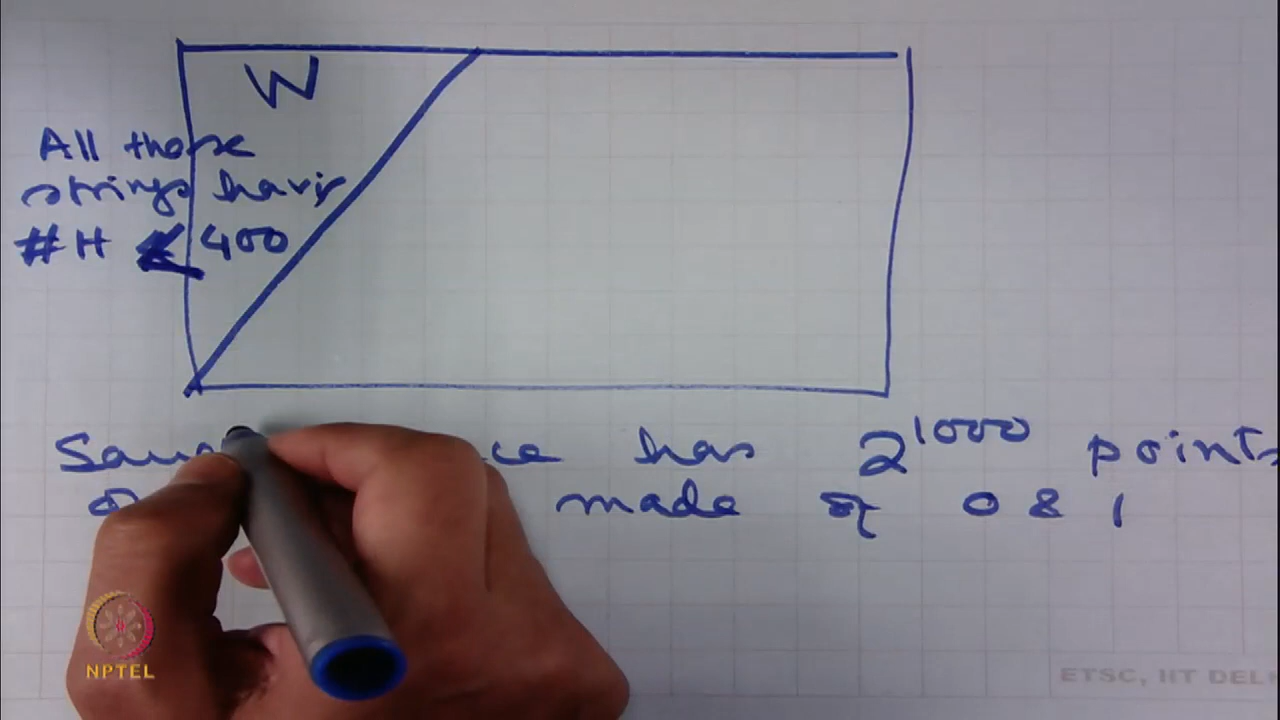 W
All those
strings having
#H < 400
has 2^1000 points
made of 0 & 1
NPTEL
ETSC, IIT DEL